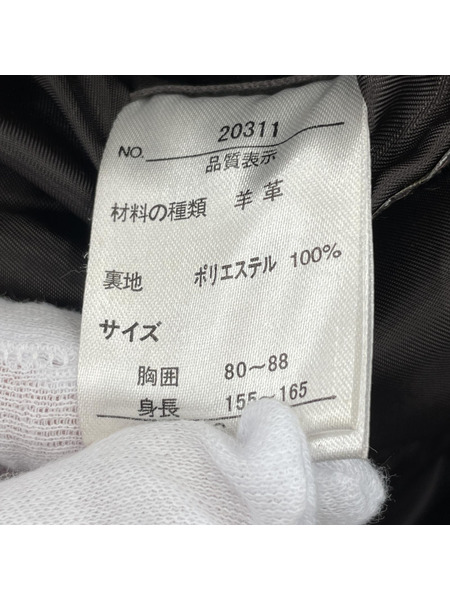 NO. 20311
品質表示
材料の種類 羊革
裏地 ポリエステル 100%
サイズ
胸囲 80～88
身長 155～165